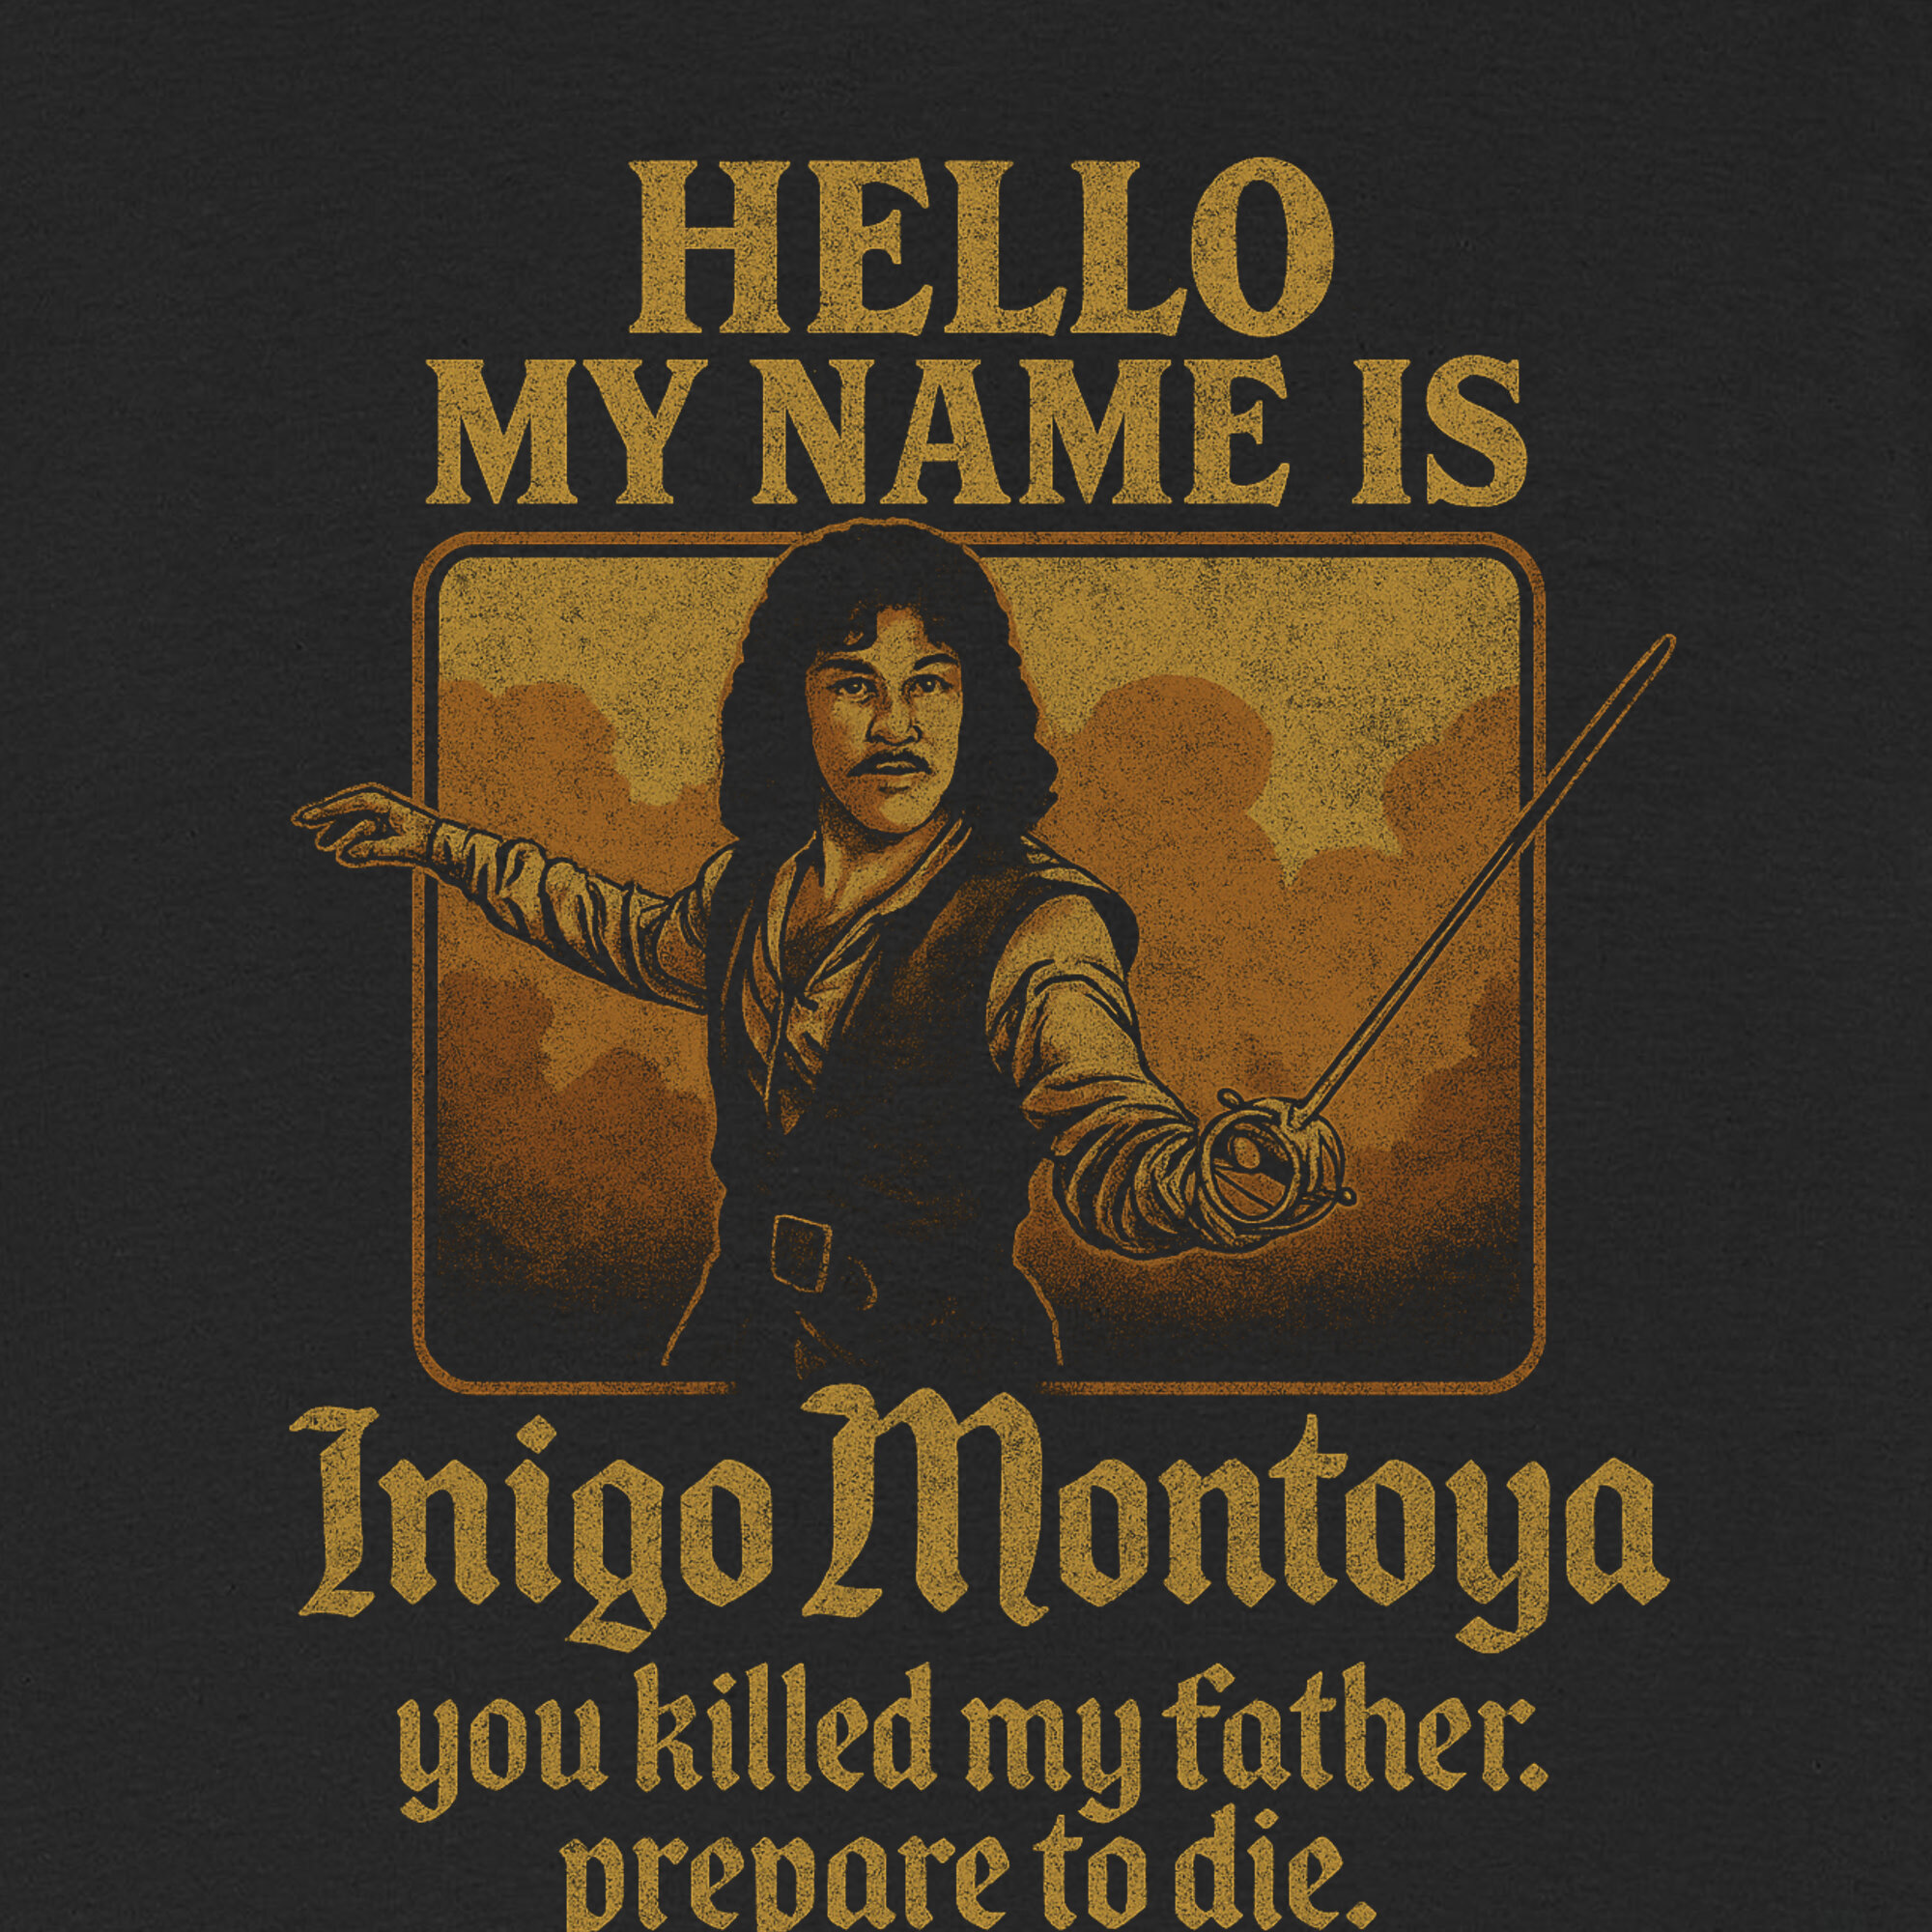 HELLO
MY NAME IS
Inigo Montoya
you killed my father.
prepare to die.